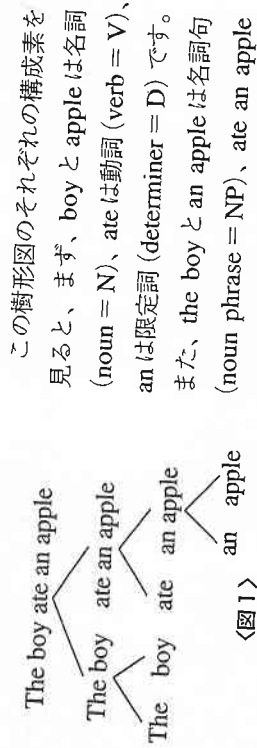 The boy ate an apple
The boy ate an apple
The boy ate an apple
an apple
〈図1〉
この樹形図のそれぞれの構成素を
見ると、まず、boy と apple は名詞
(noun = N)、ate は動詞 (verb = V)、
an は限定詞 (determiner = D) です。
また、the boy と an apple は名詞句
(noun phrase = NP)、ate an apple